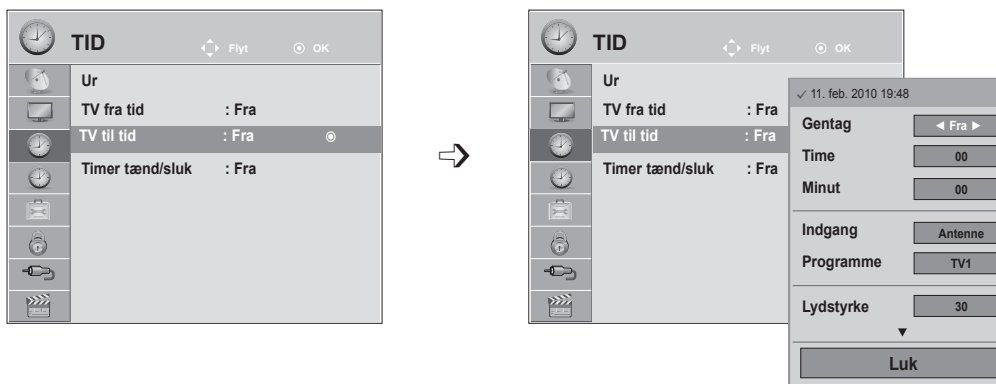 TID Flyt OK
Ur
TV fra tid : Fra
TV til tid : Fra
Timer tænd/sluk : Fra
TID Flyt OK
Ur
TV fra tid : Fra
TV til tid : Fra
Timer tænd/sluk : Fra
✓ 11. feb. 2010 19:48
Gentag ◀ Fra ▶
Time 00
Minut 00
Indgang Antenne
Programme TV1
Lydstyrke 30
▼
Luk